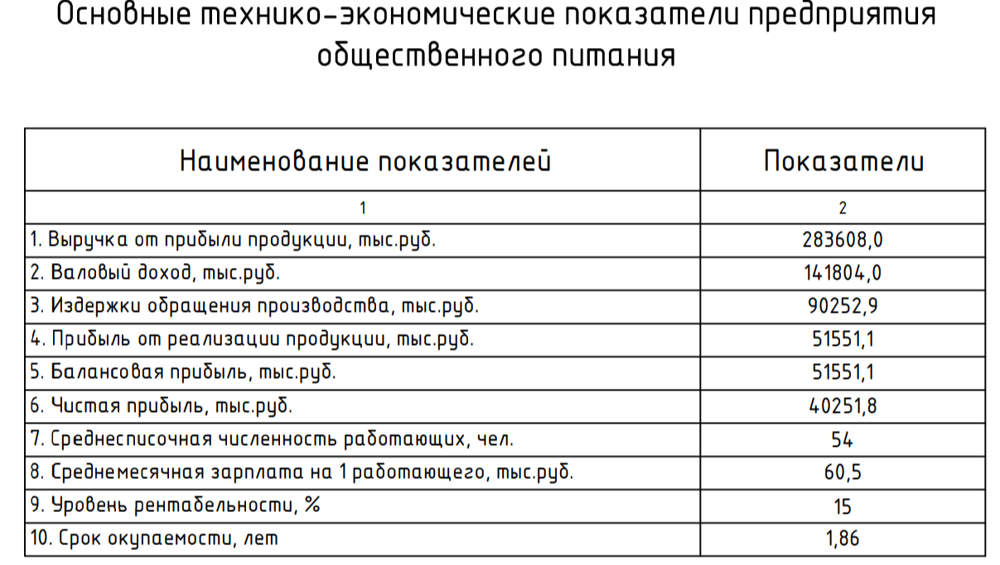 Основные технико-экономические показатели предприятия
общественного питания
Наименование показателей Показатели
1 2
1. Выручка от прибыли продукции, тыс.руб. 283608,0
2. Валовый доход, тыс.руб. 141804,0
3. Издержки обращения производства, тыс.руб. 90252,9
4. Прибыль от реализации продукции, тыс.руб. 51551,1
5. Балансовая прибыль, тыс.руб. 51551,1
6. Чистая прибыль, тыс.руб. 40251,8
7. Среднесписочная численность работающих, чел. 54
8. Среднемесячная зарплата на 1 работающего, тыс.руб. 60,5
9. Уровень рентабельности, % 15
10. Срок окупаемости, лет 1,86